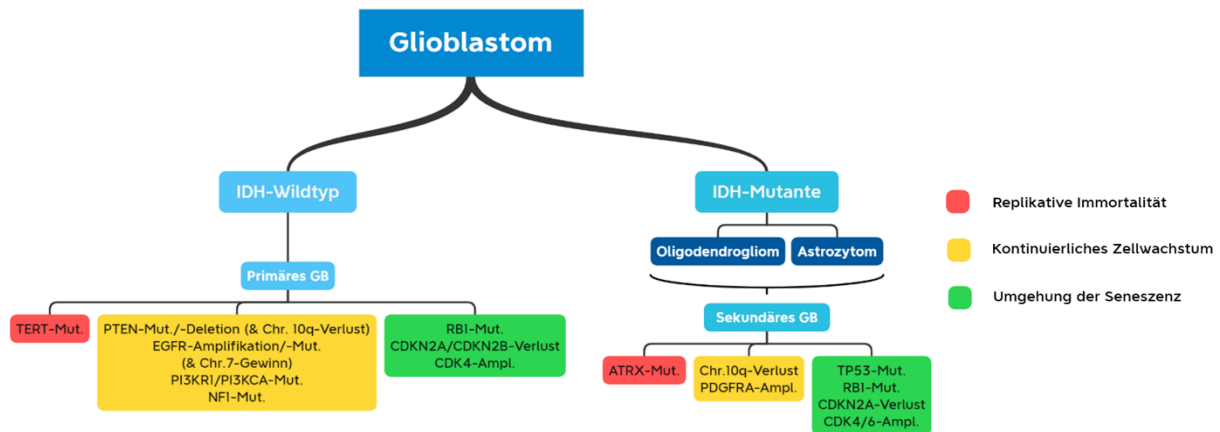 Glioblastom
IDH-Wildtyp
IDH-Mutante
Oligodendrogliom
Astrozytom
Primäres GB
Sekundäres GB
TERT-Mut.
PTEN-Mut./-Deletion (& Chr. 10q-Verlust)
EGFR-Amplifikation/-Mut.
(& Chr.7-Gewinn)
PI3KR1/PI3KCA-Mut.
NF1-Mut.
RB1-Mut.
CDKN2A/CDKN2B-Verlust
CDK4-Ampl.
ATRX-Mut.
Chr.10q-Verlust
PDGFRA-Ampl.
TP53-Mut.
RB1-Mut.
CDKN2A-Verlust
CDK4/6-Ampl.
Replikative Immortalität
Kontinuierliches Zellwachstum
Umgehung der Seneszenz